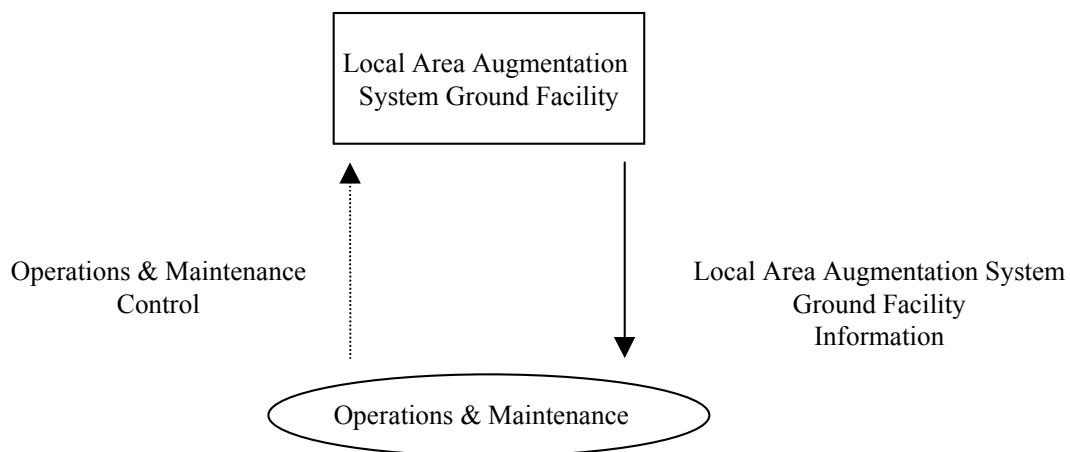 Local Area Augmentation
System Ground Facility
Operations & Maintenance
Control
Local Area Augmentation System
Ground Facility
Information
Operations & Maintenance